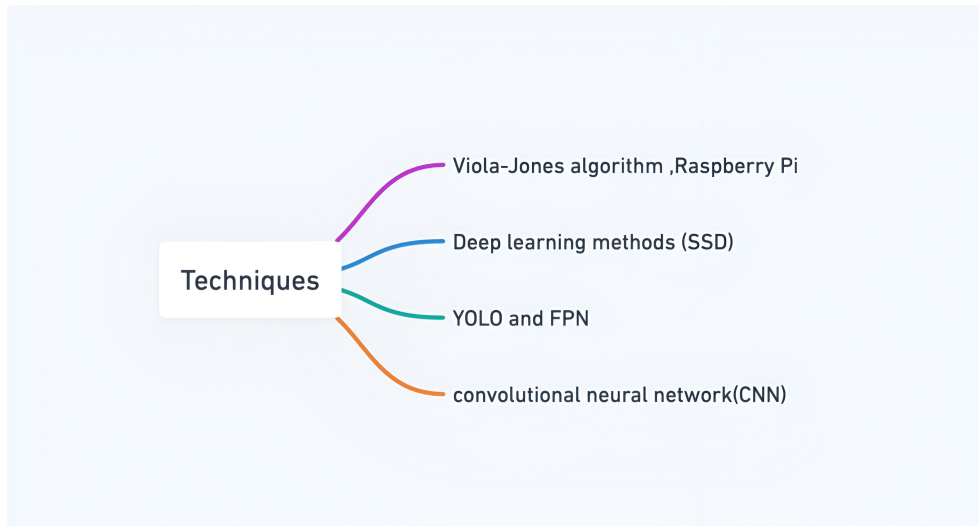 Viola-Jones algorithm ,Raspberry Pi
Deep learning methods (SSD)
Techniques
YOLO and FPN
convolutional neural network(CNN)